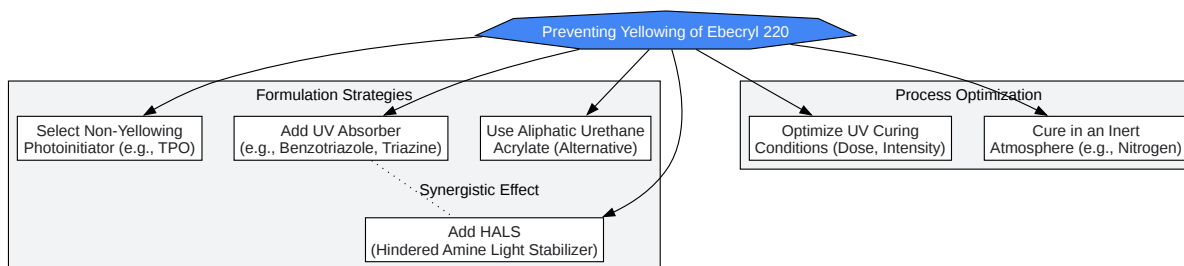 Preventing Yellowing of Ebecryl 220
Formulation Strategies
Process Optimization
Select Non-Yellowing
Photoinitiator (e.g., TPO)
Add UV Absorber
(e.g., Benzotriazole, Triazine)
Use Aliphatic Urethane
Acrylate (Alternative)
Optimize UV Curing
Conditions (Dose, Intensity)
Cure in an Inert
Atmosphere (e.g., Nitrogen)
Synergistic Effect
Add HALS
(Hindered Amine Light Stabilizer)